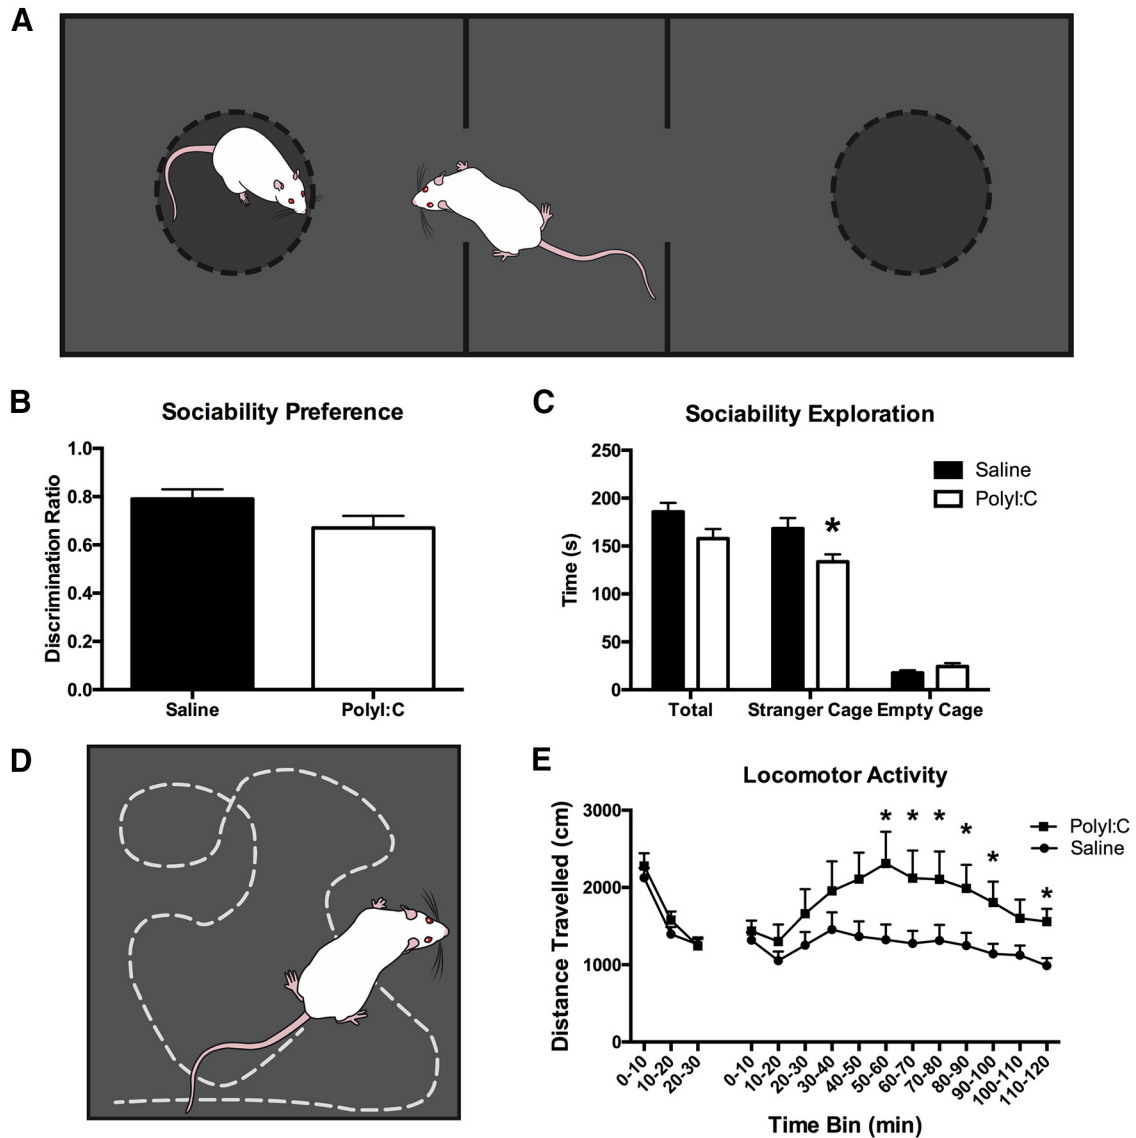 A
B
Sociability Preference
Discrimination Ratio
1.0
0.8
0.6
0.4
0.2
0.0
Saline
PolyI:C
C
Sociability Exploration
Time (s)
250
200
150
100
50
0
*
Saline
PolyI:C
Total
Stranger Cage
Empty Cage
D
E
Locomotor Activity
Distance Travelled (cm)
3000
2000
1000
0
* * * * * *
PolyI:C
Saline
0-10
10-20
20-30
0-10
10-20
20-30
30-40
40-50
50-60
60-70
70-80
80-90
90-100
100-110
110-120
Time Bin (min)